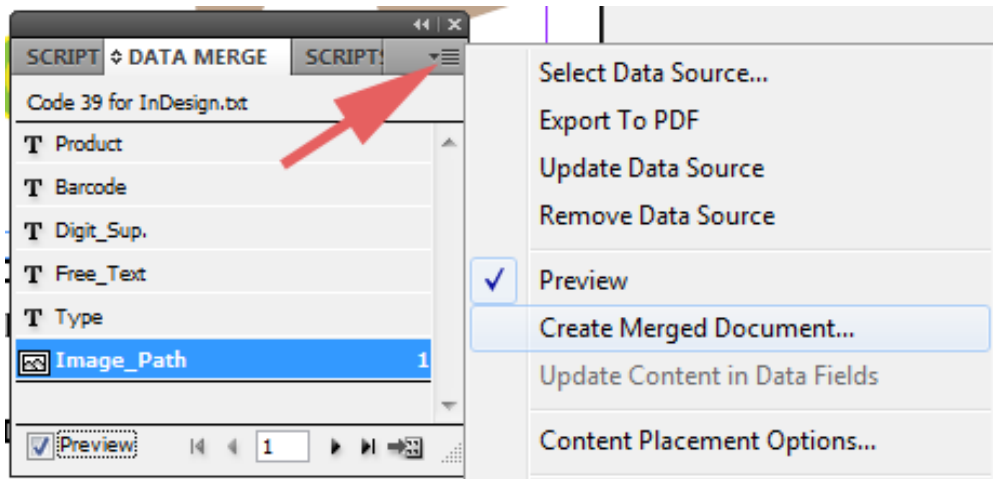 SCRIPT DATA MERGE SCRIPTS
Code 39 for InDesign.txt
T Product
T Barcode
T Digit_Sup.
T Free_Text
T Type
Image_Path 1
Preview 1
Select Data Source...
Export To PDF
Update Data Source
Remove Data Source
Preview
Create Merged Document...
Update Content in Data Fields
Content Placement Options...